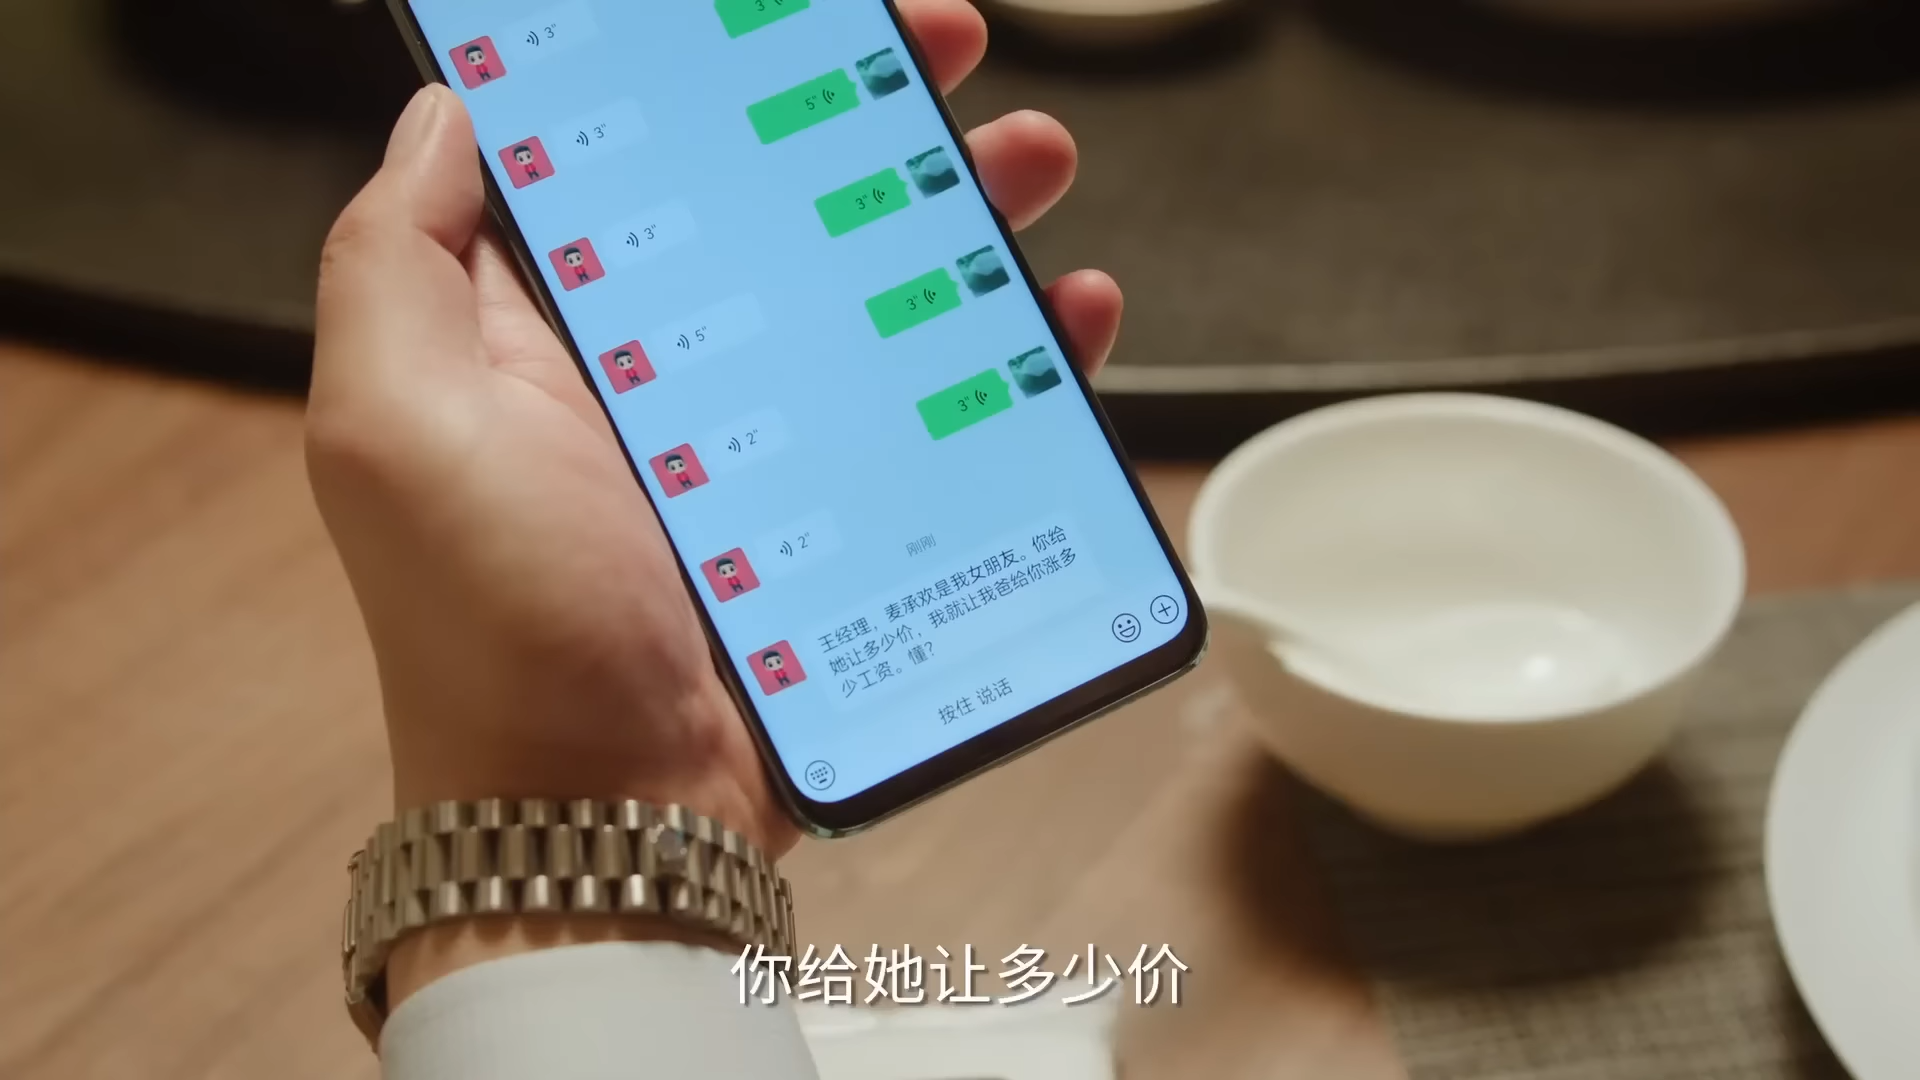 3"
3"
5"
3"
3"
3"
3"
5"
3"
2"
2"
刚刚
王经理，麦承欢是我女朋友。你给
她让多少价，我就让我爸给你涨多
少工资。懂？
按住 说话
你给她让多少价